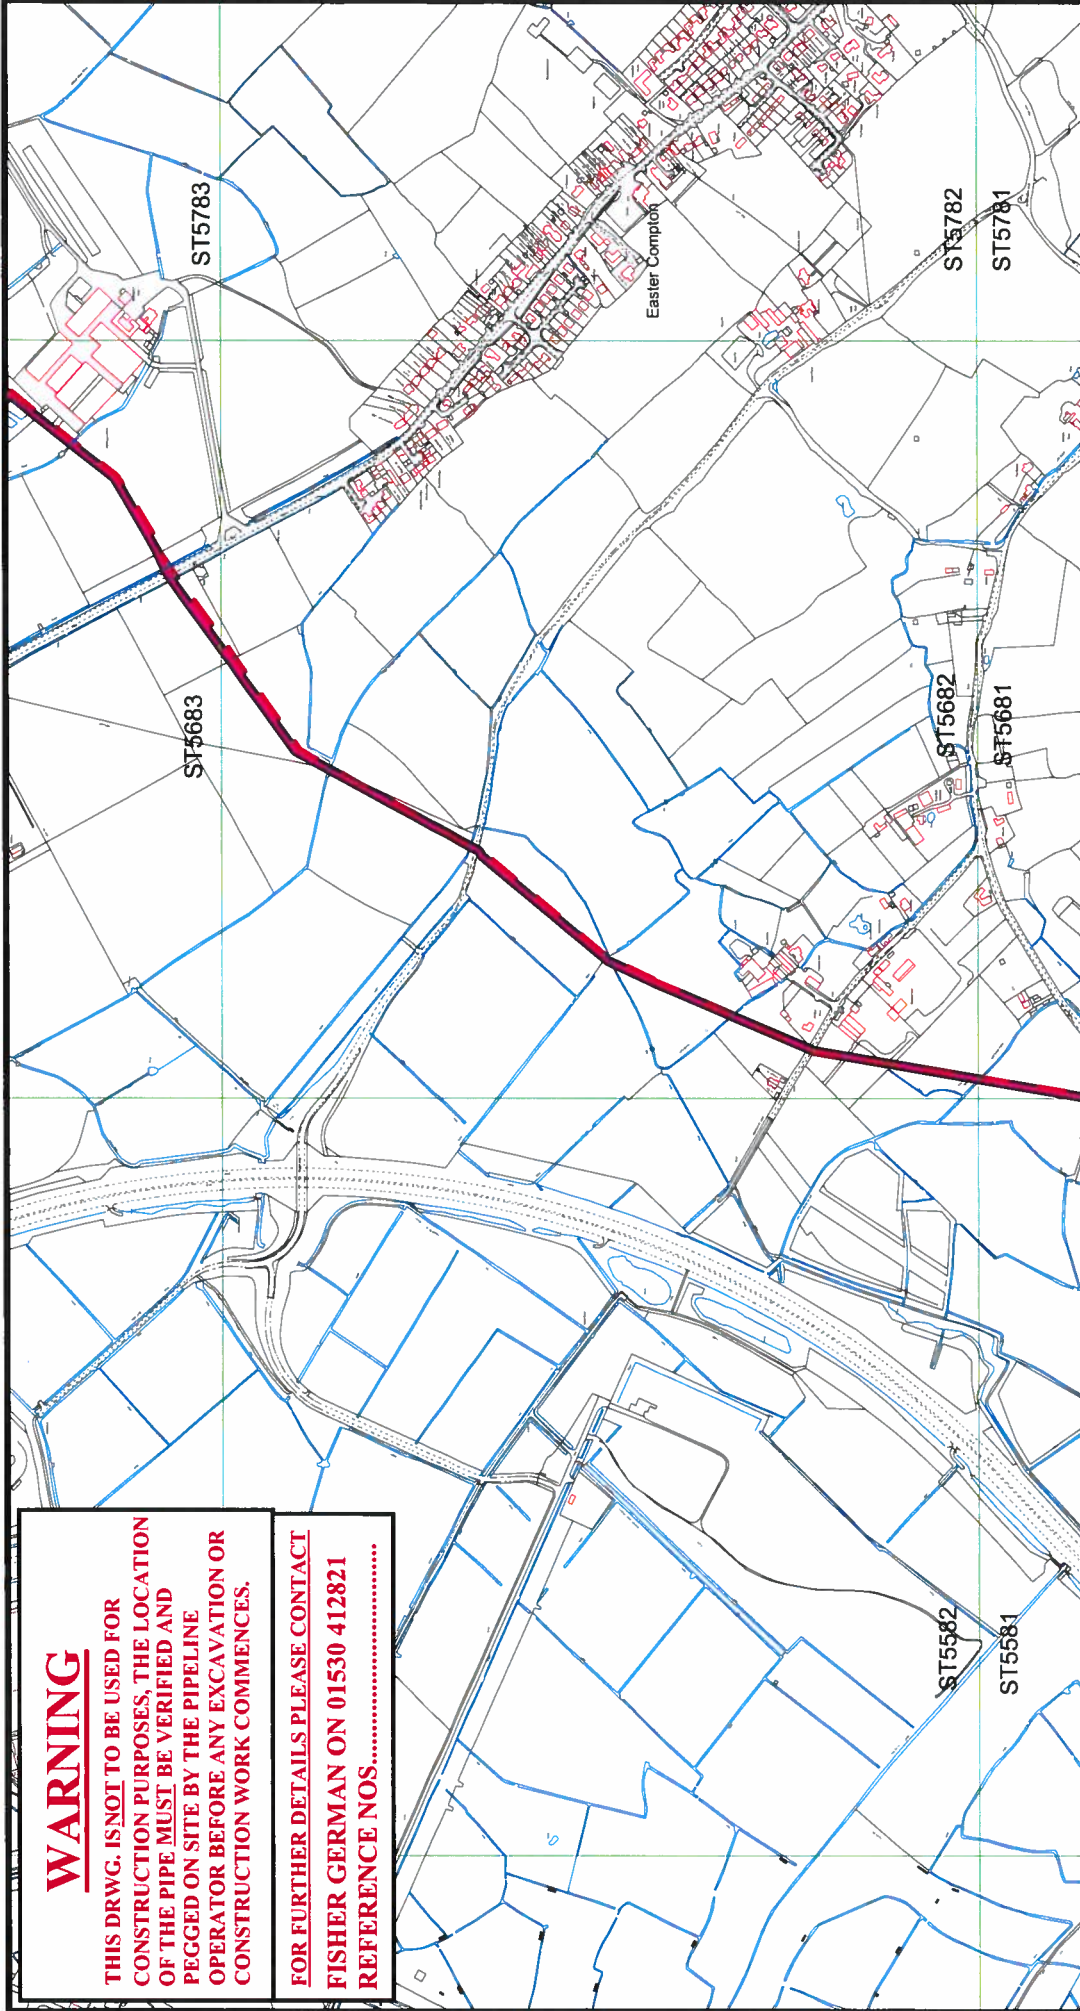 WARNING
THIS DRWG. IS NOT TO BE USED FOR
CONSTRUCTION PURPOSES, THE LOCATION
OF THE PIPE MUST BE VERIFIED AND
PEGGED ON SITE BY THE PIPELINE
OPERATOR BEFORE ANY EXCAVATION OR
CONSTRUCTION WORK COMMENCES.
FOR FURTHER DETAILS PLEASE CONTACT
FISHER GERMAN ON 01530 412821
REFERENCE NOS...................................
ST5683
ST5783
Easter Compton
ST5582
ST5581
ST5682
ST5681
ST5782
ST5781